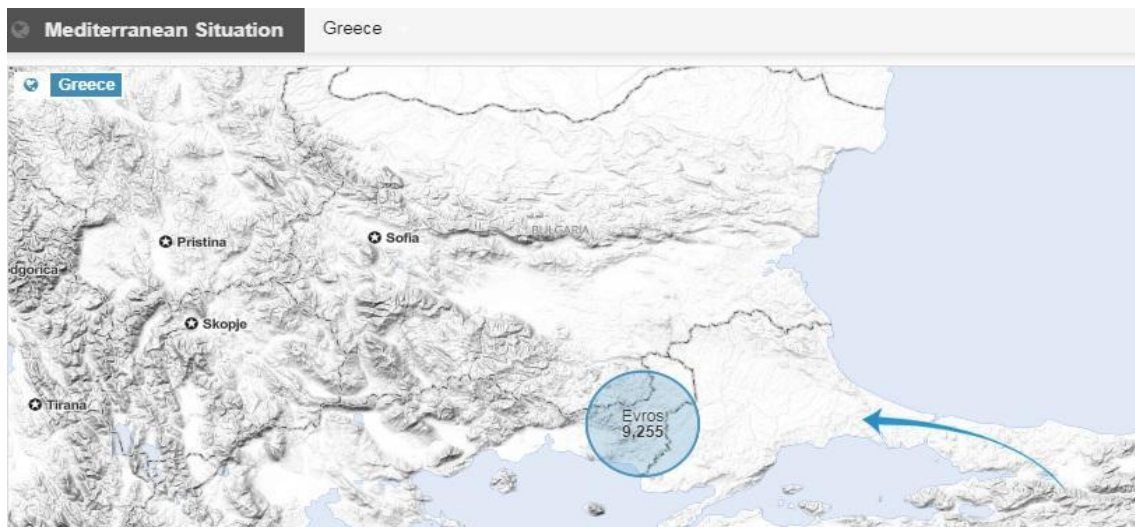 Mediterranean Situation
Greece
Greece
BULGARIA
Pristina
Sofia
dgorica
Skopje
Tirana
Evros
9,255